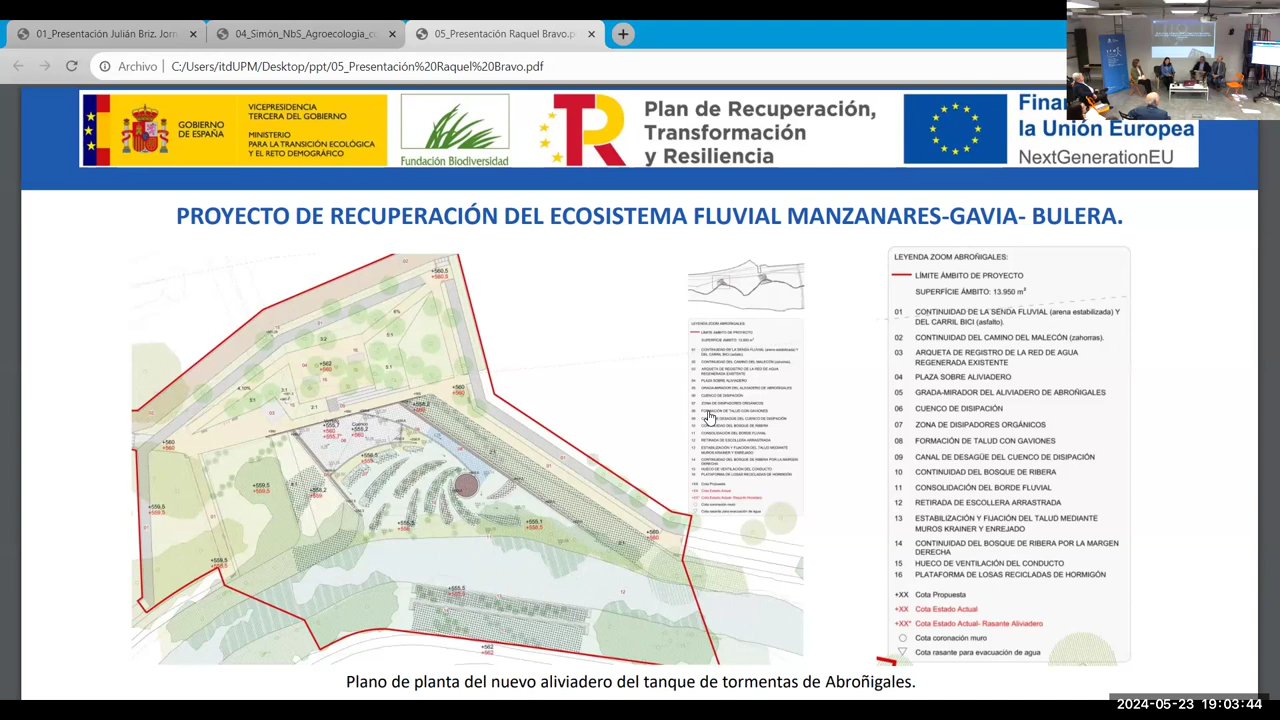 01_Presentación Julián Briz. Jorn
04_Simón_NbS_Agroecologia_
05_Presentación Raquel Bravo.p
Archivo
C:/Users/itdUPM/Desktop/ppt/05_Presentaci%20Raquel%20Bravo.pdf
GOBIERNO
DE ESPAÑA
VICEPRESIDENCIA
TERCERA DEL GOBIERNO
MINISTERIO
PARA LA TRANSICIÓN ECOLÓGICA
Y EL RETO DEMOGRÁFICO
Fundación Biodiversidad
Plan de Recuperación,
Transformación
y Resiliencia
Fina
la Unión Europea
NextGenerationEU
PROYECTO DE RECUPERACIÓN DEL ECOSISTEMA FLUVIAL MANZANARES-GAVIA- BULERA.
LEYENDA ZOOM ABROÑIGALES:
LÍMITE ÁMBITO DE PROYECTO
SUPERFÍCIE ÁMBITO: 13.950 m²
01 CONTINUIDAD DE LA SENDA FLUVIAL (arena estabilizada) Y
DEL CARRIL BICI (asfalto).
02 CONTINUIDAD DEL CAMINO DEL MALECÓN (zahorras).
03 ARQUETA DE REGISTRO DE LA RED DE AGUA
REGENERADA EXISTENTE
04 PLAZA SOBRE ALIVIADERO
05 GRADA-MIRADOR DEL ALIVIADERO DE ABROÑIGALES
06 CUENCO DE DISIPACIÓN
07 ZONA DE DISIPADORES ORGÁNICOS
08 FORMACIÓN DE TALUD CON GAVIONES
09 CANAL DE DESAGÜE DEL CUENCO DE DISIPACIÓN
10 CONTINUIDAD DEL BOSQUE DE RIBERA
11 CONSOLIDACIÓN DEL BORDE FLUVIAL
12 RETIRADA DE ESCOLLERA ARRASTRADA
13 ESTABILIZACIÓN Y FIJACIÓN DEL TALUD MEDIANTE
MUROS KRAINER Y ENREJADO
14 CONTINUIDAD DEL BOSQUE DE RIBERA POR LA MARGEN
DERECHA
15 HUECO DE VENTILACIÓN DEL CONDUCTO
16 PLATAFORMA DE LOSAS RECICLADAS DE HORMIGÓN
+XX Cota Propuesta
+XX Cota Estado Actual
+XX* Cota Estado Actual- Rasante Aliviadero
Cota coronación muro
Cota rasante para evacuación de agua
Plano de planta del nuevo aliviadero del tanque de tormentas de Abroñigales.
2024-05-23 19:03:44